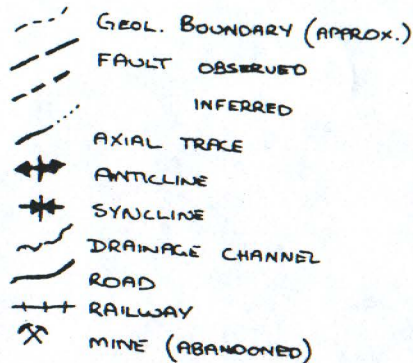 GEOL. BOUNDARY (APPROX.)
FAULT OBSERVED
INFERRED
AXIAL TRACE
ANTICLINE
SYNCLINE
DRAINAGE CHANNEL
ROAD
RAILWAY
MINE (ABANDONED)